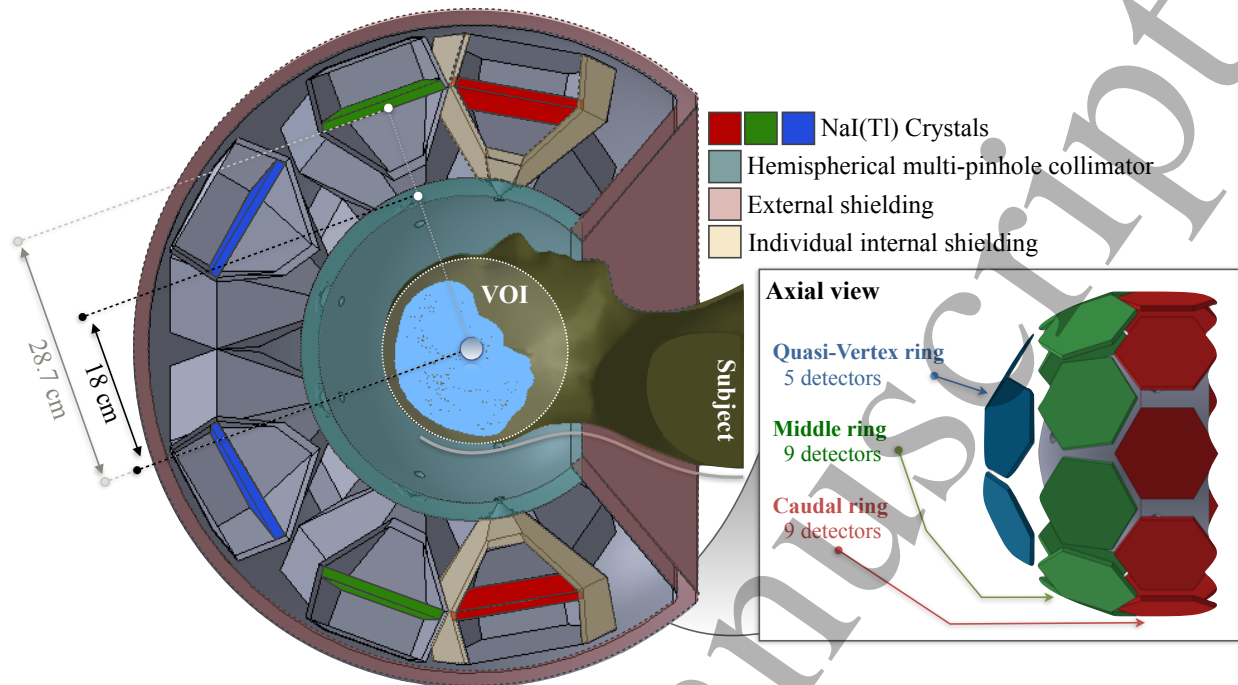 NaI(Tl) Crystals
Hemispherical multi-pinhole collimator
External shielding
Individual internal shielding
VOI
Subject
28.7 cm
18 cm
Axial view
Quasi-Vertex ring
5 detectors
Middle ring
9 detectors
Caudal ring
9 detectors
nuscript